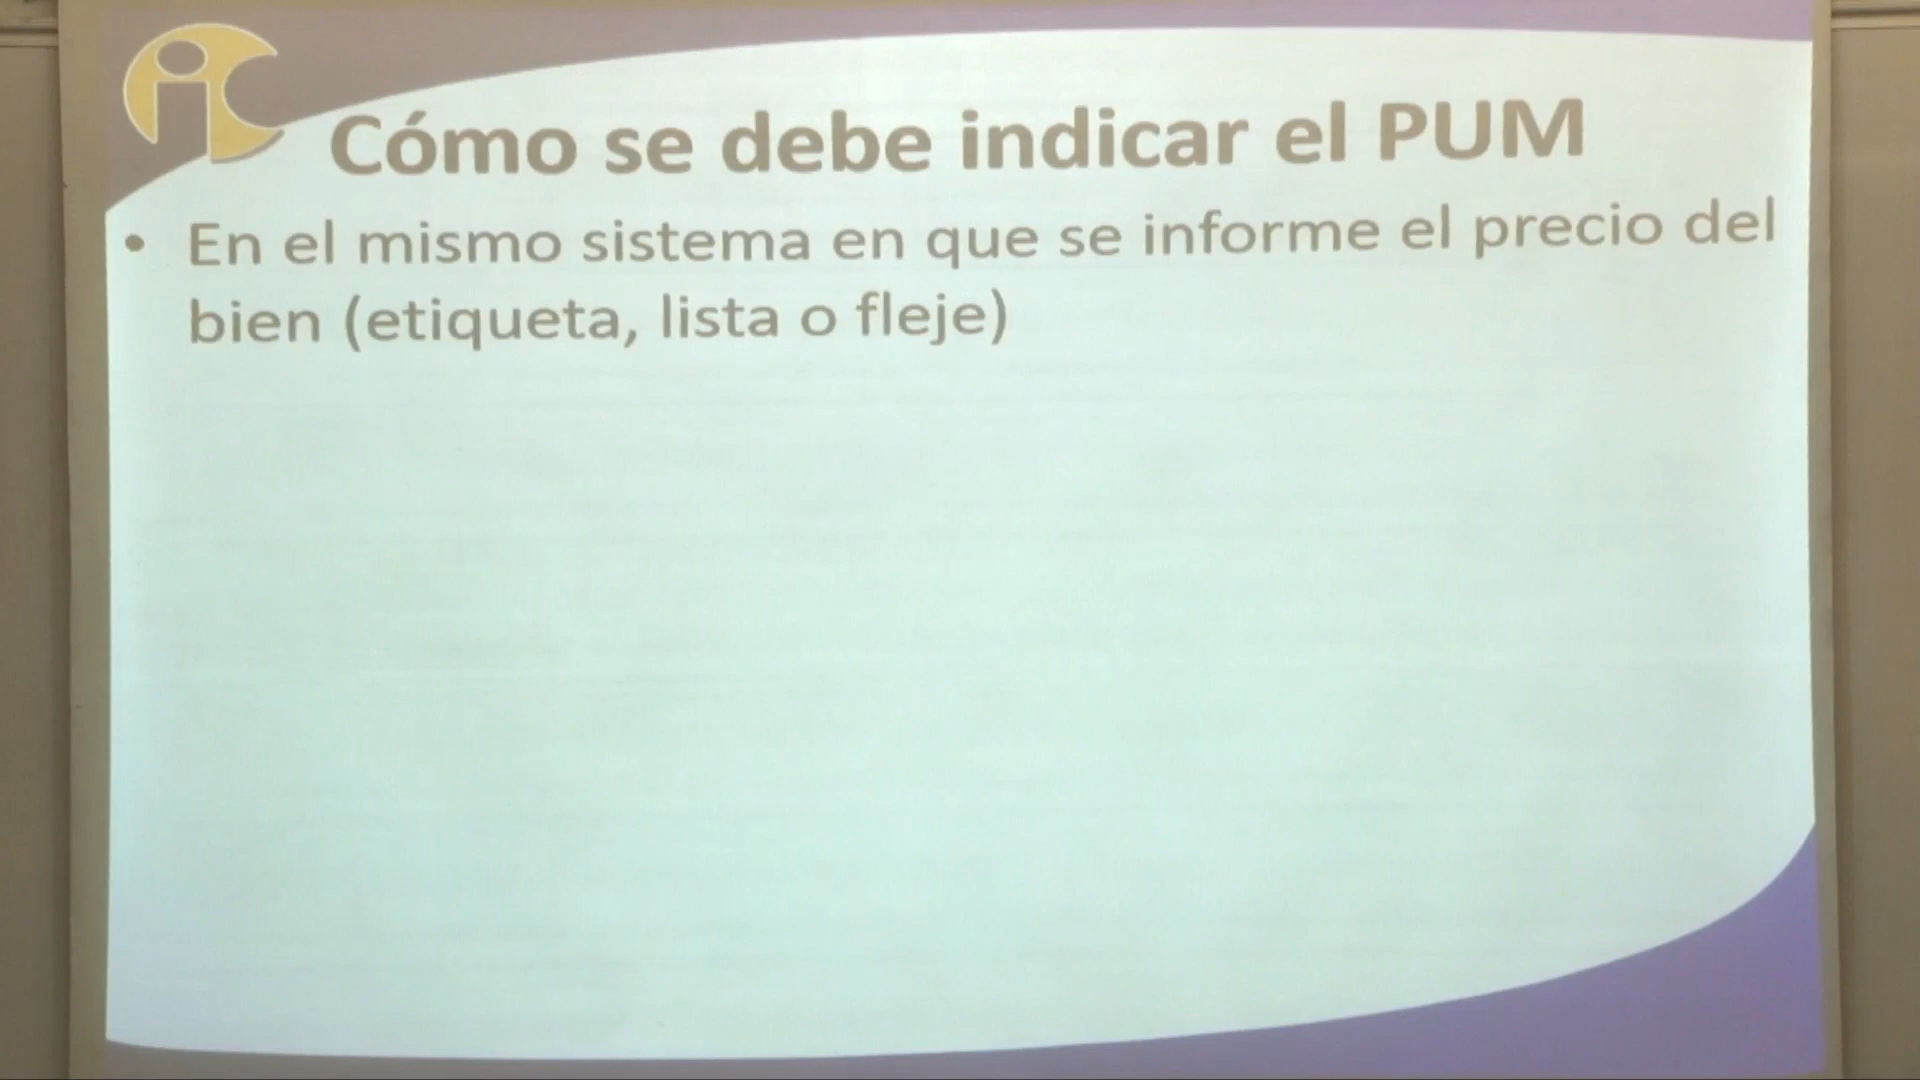 Cómo se debe indicar el PUM
• En el mismo sistema en que se informe el precio del
bien (etiqueta, lista o fleje)